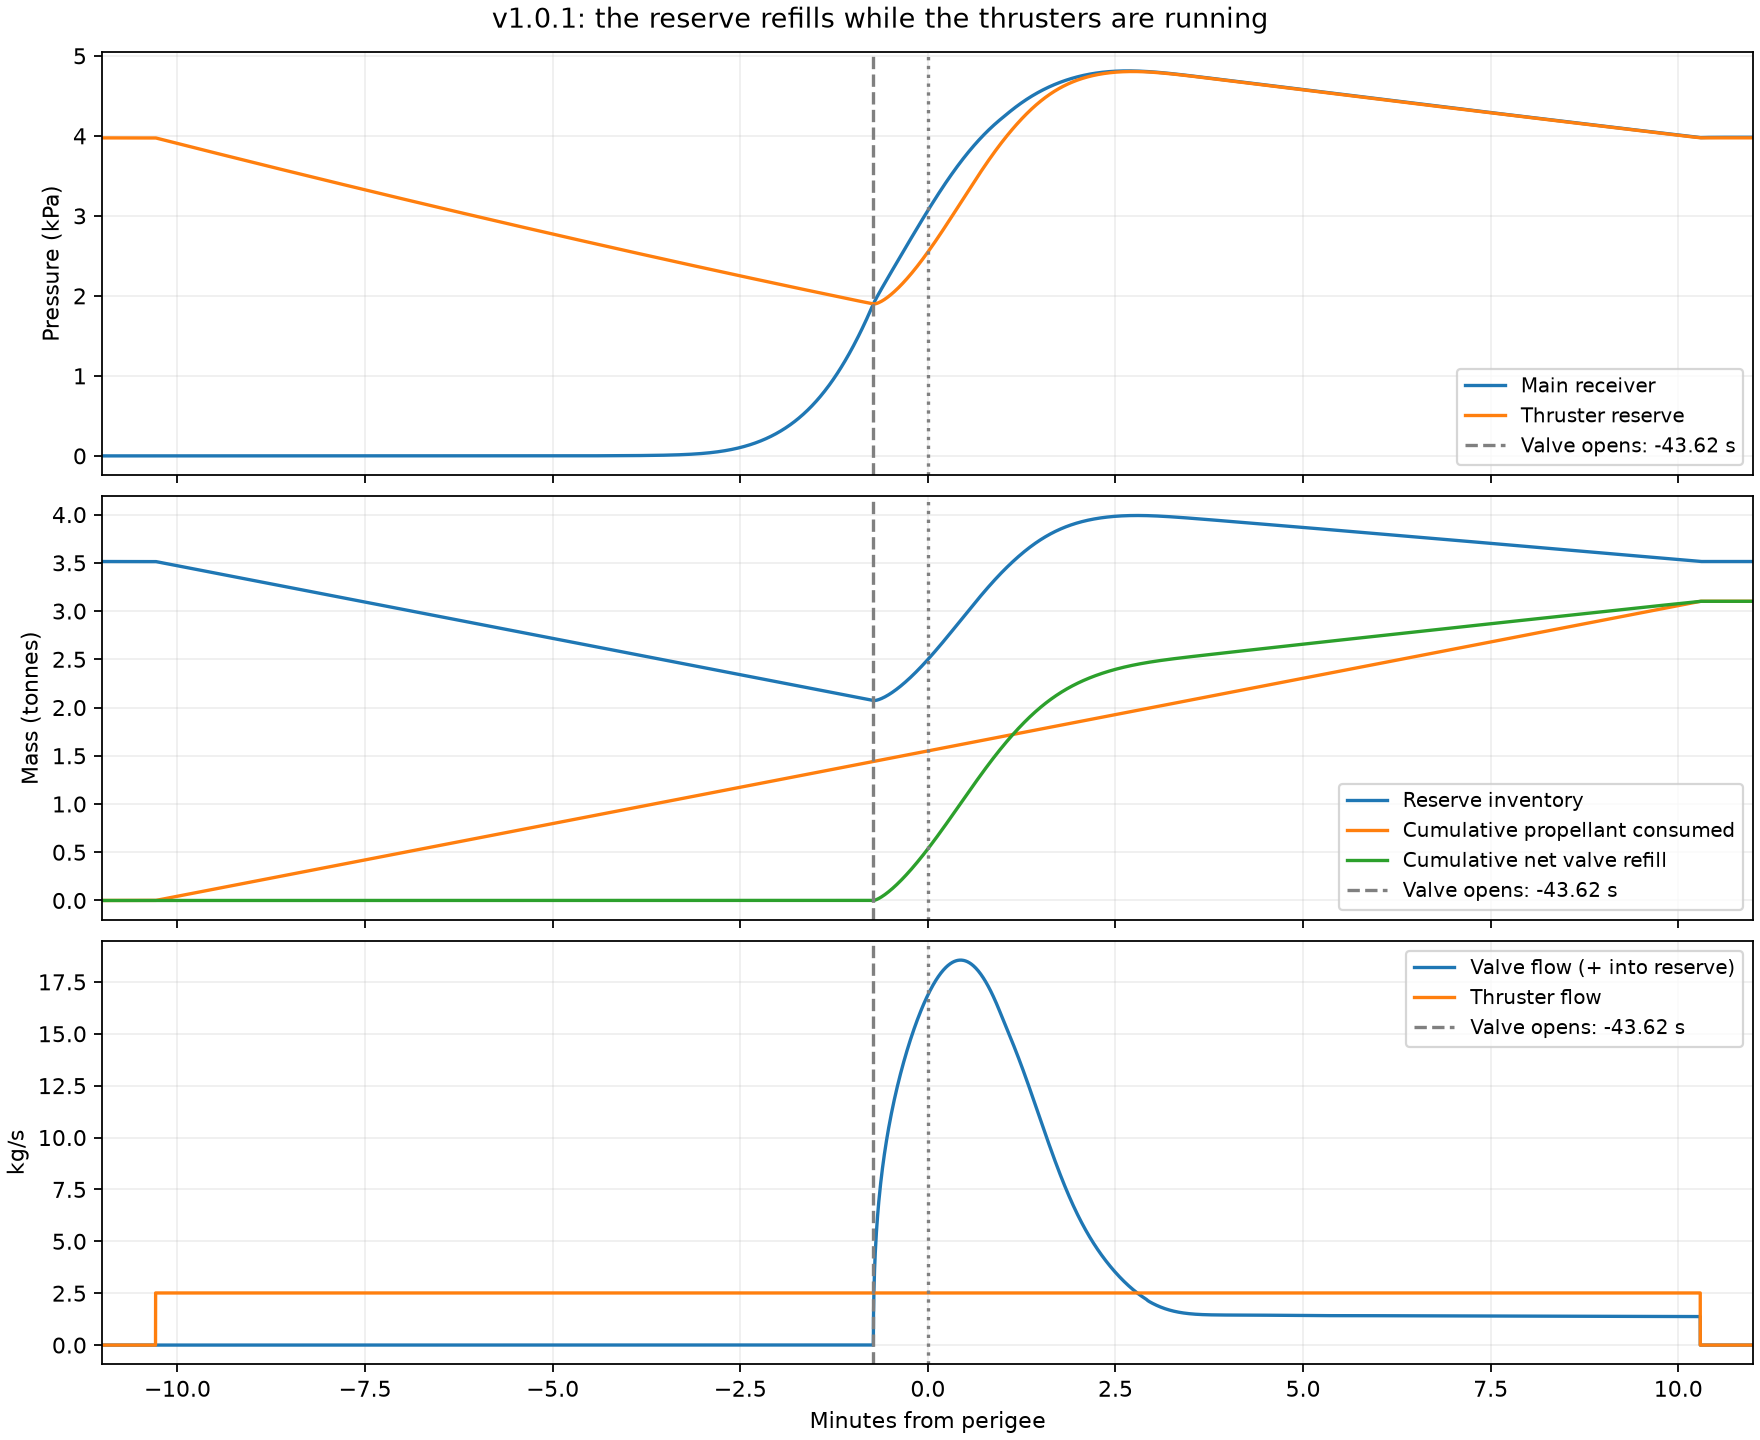 v1.0.1: the reserve refills while the thrusters are running
Pressure (kPa)
5
4
3
2
1
0
Main receiver
Thruster reserve
Valve opens: -43.62 s
Mass (tonnes)
4.0
3.5
3.0
2.5
2.0
1.5
1.0
0.5
0.0
Reserve inventory
Cumulative propellant consumed
Cumulative net valve refill
Valve opens: -43.62 s
kg/s
17.5
15.0
12.5
10.0
7.5
5.0
2.5
0.0
Valve flow (+ into reserve)
Thruster flow
Valve opens: -43.62 s
−10.0 −7.5 −5.0 −2.5 0.0 2.5 5.0 7.5 10.0
Minutes from perigee